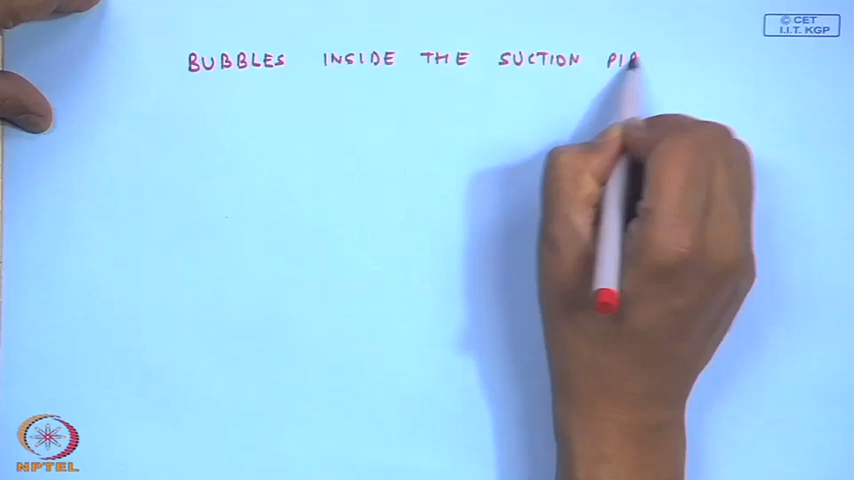 © CET
I.I.T. KGP
BUBBLES INSIDE THE SUCTION
NPTEL